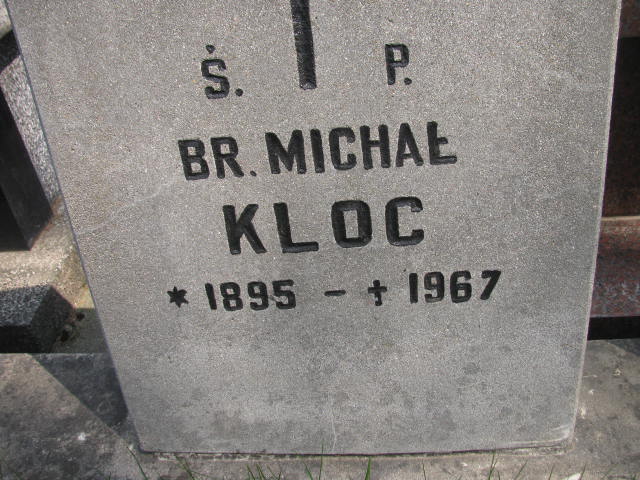 Ś. P.
BR. MICHAŁ
KLOC
* 1895 - † 1967